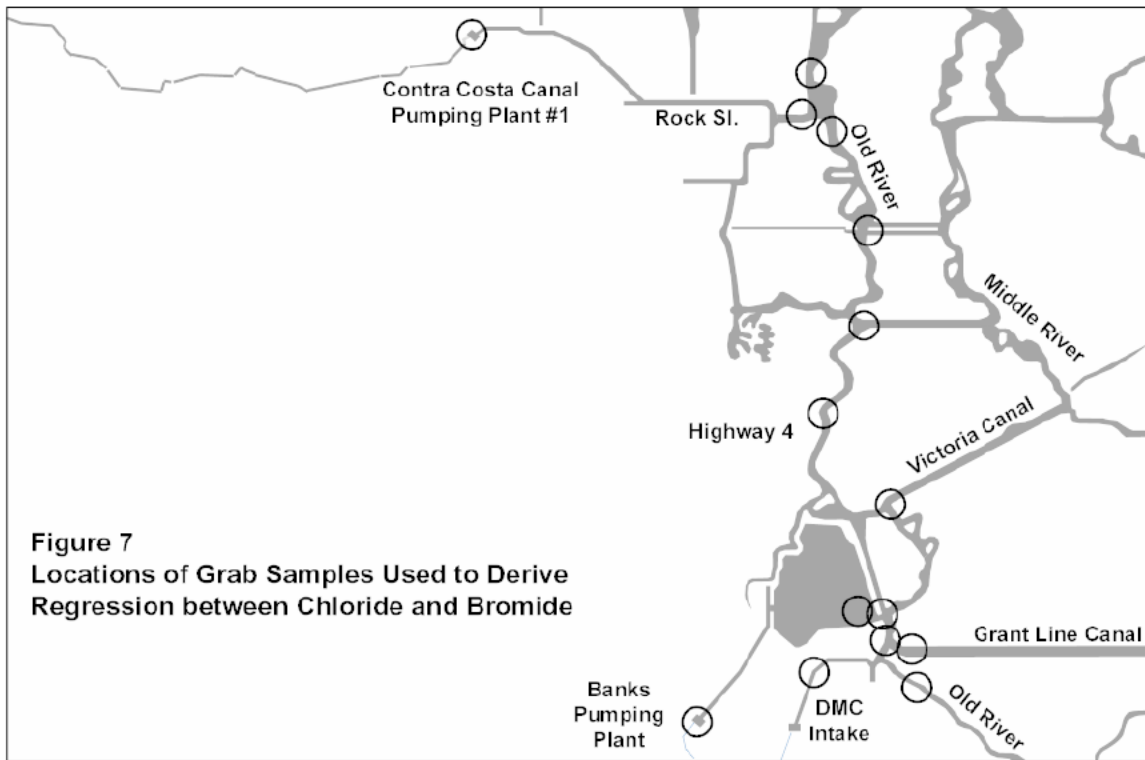 Contra Costa Canal
Pumping Plant #1
Rock Sl.
Old River
Middle River
Highway 4
Victoria Canal
Figure 7
Locations of Grab Samples Used to Derive
Regression between Chloride and Bromide
Grant Line Canal
Banks
Pumping
Plant
DMC
Intake
Old River